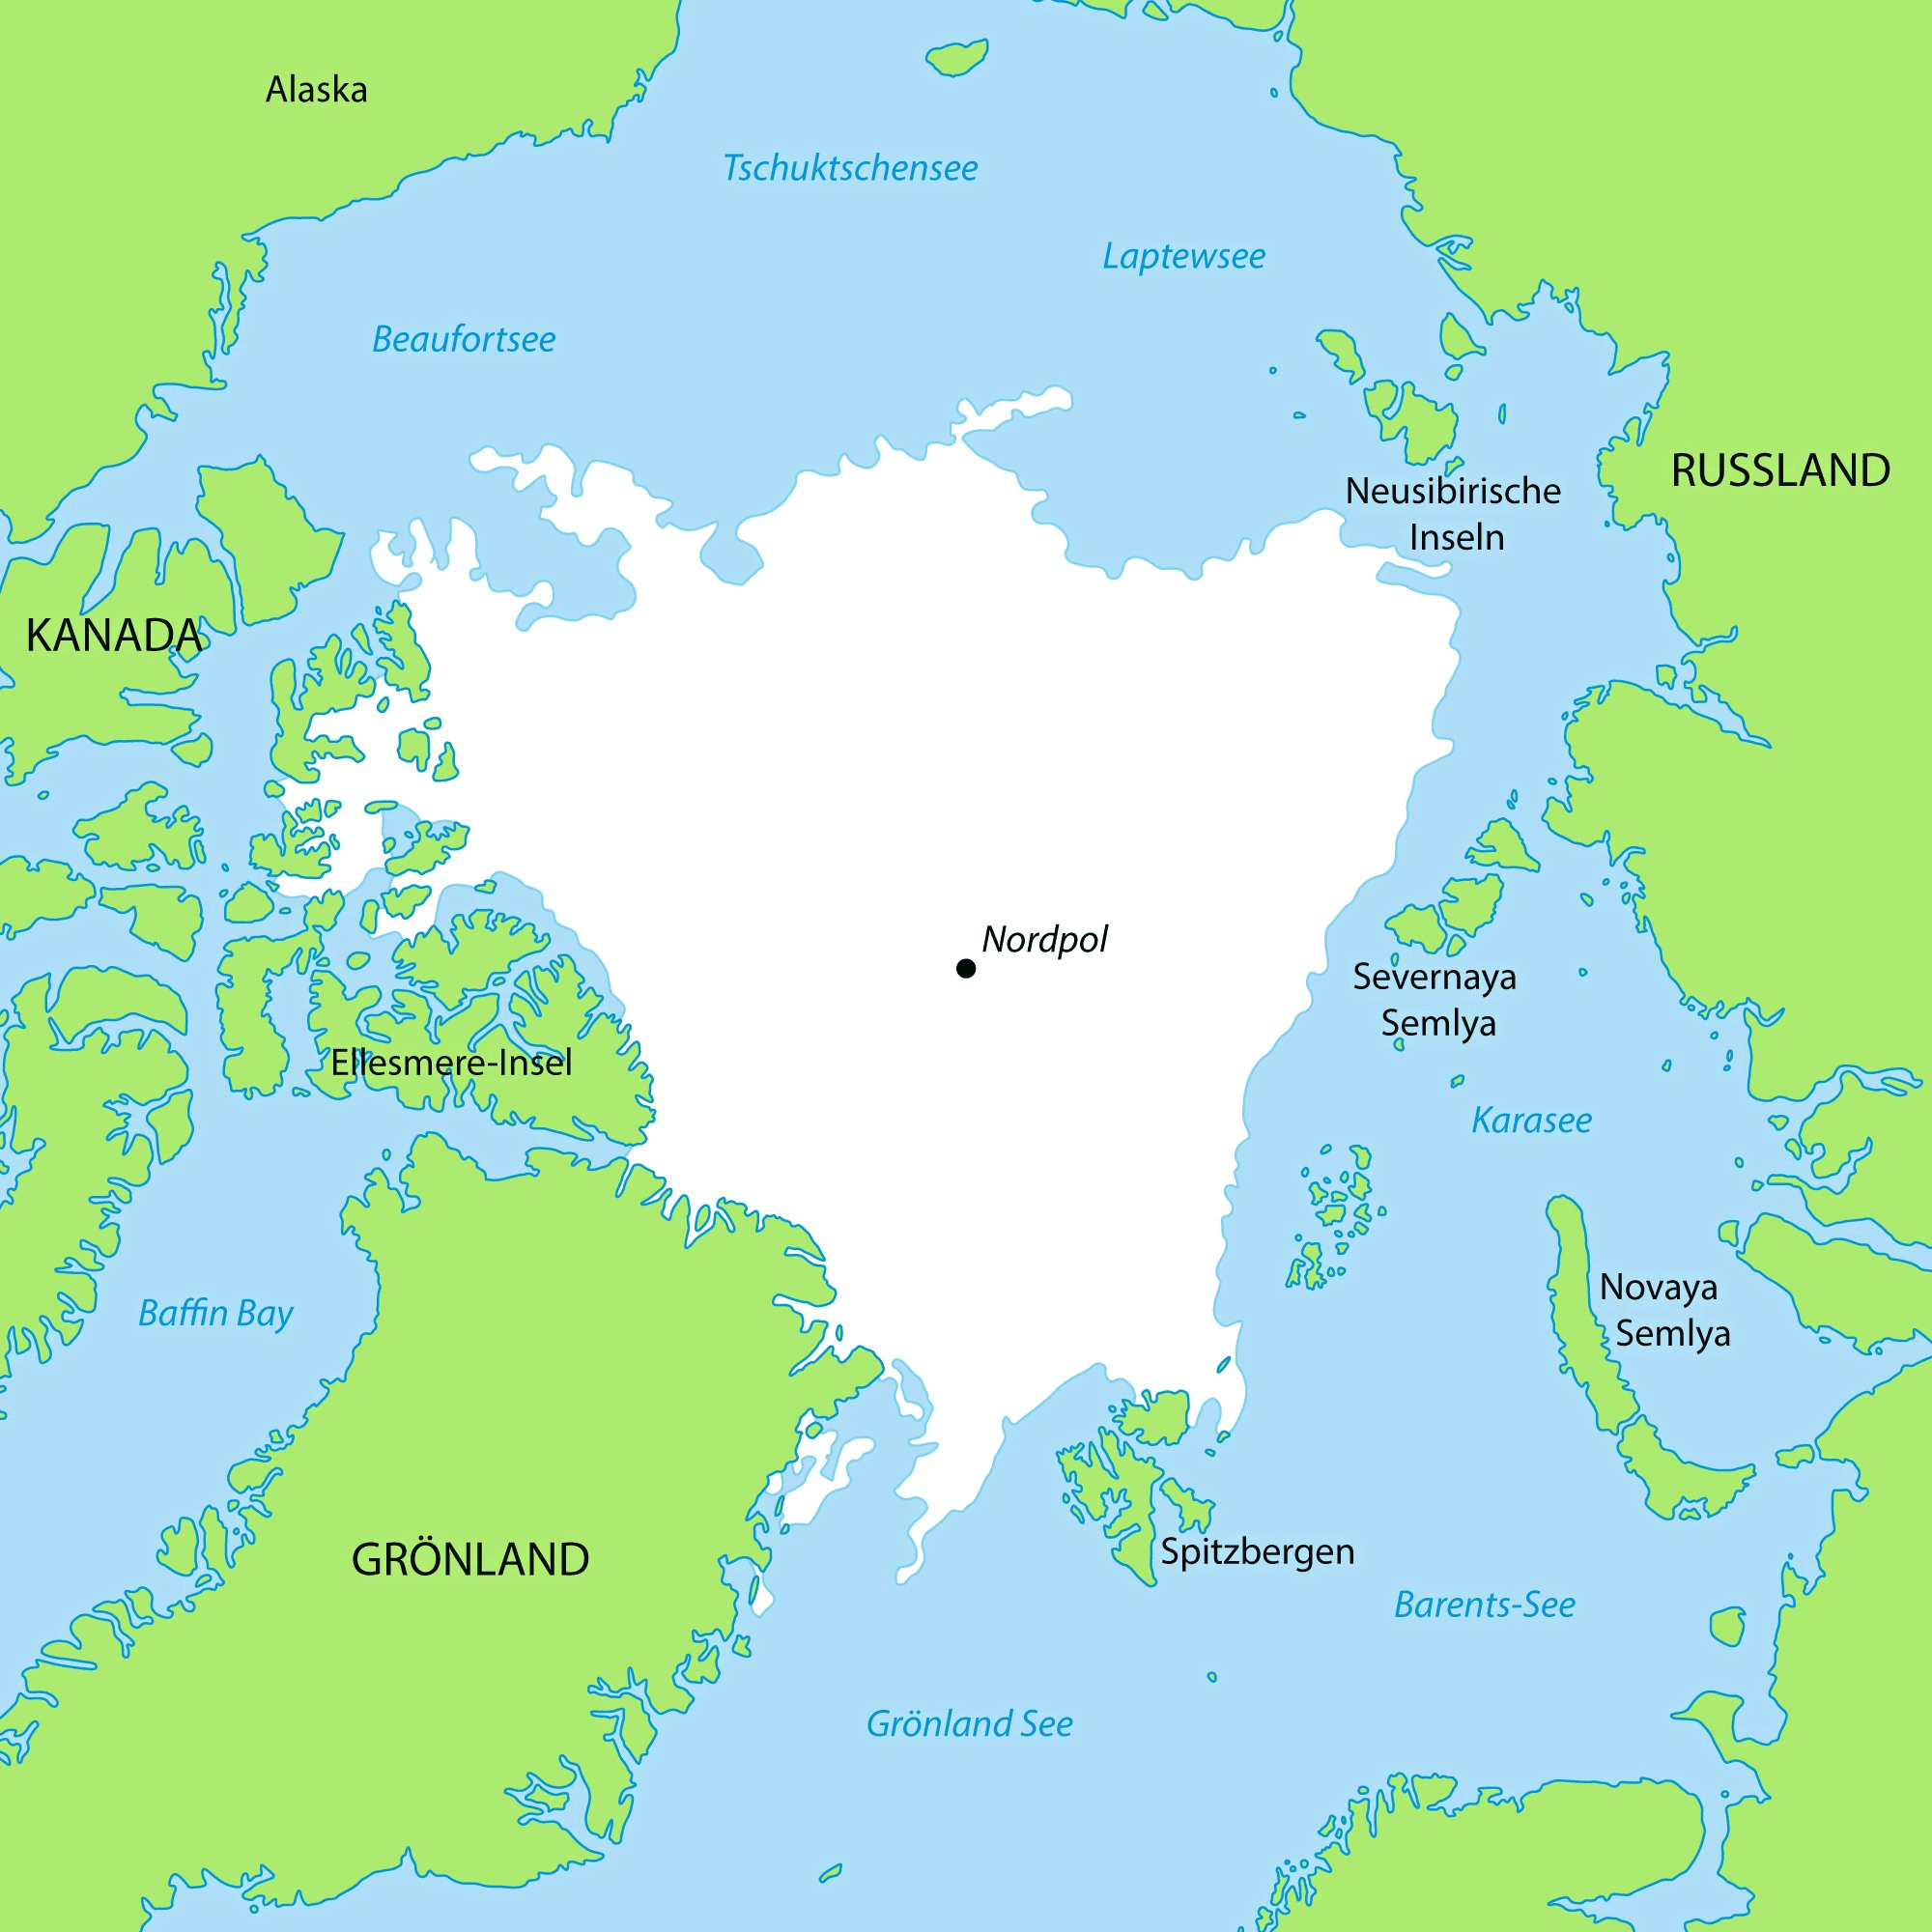 Alaska
Tschuktschensee
Laptewsee
Beaufortsee
RUSSLAND
Neusibirische
Inseln
KANADA
Nordpol
Severnaya
Semlya
Ellesmere-Insel
Karasee
Novaya
Semlya
Baffin Bay
Spitzbergen
GRÖNLAND
Barents-See
Grönland See